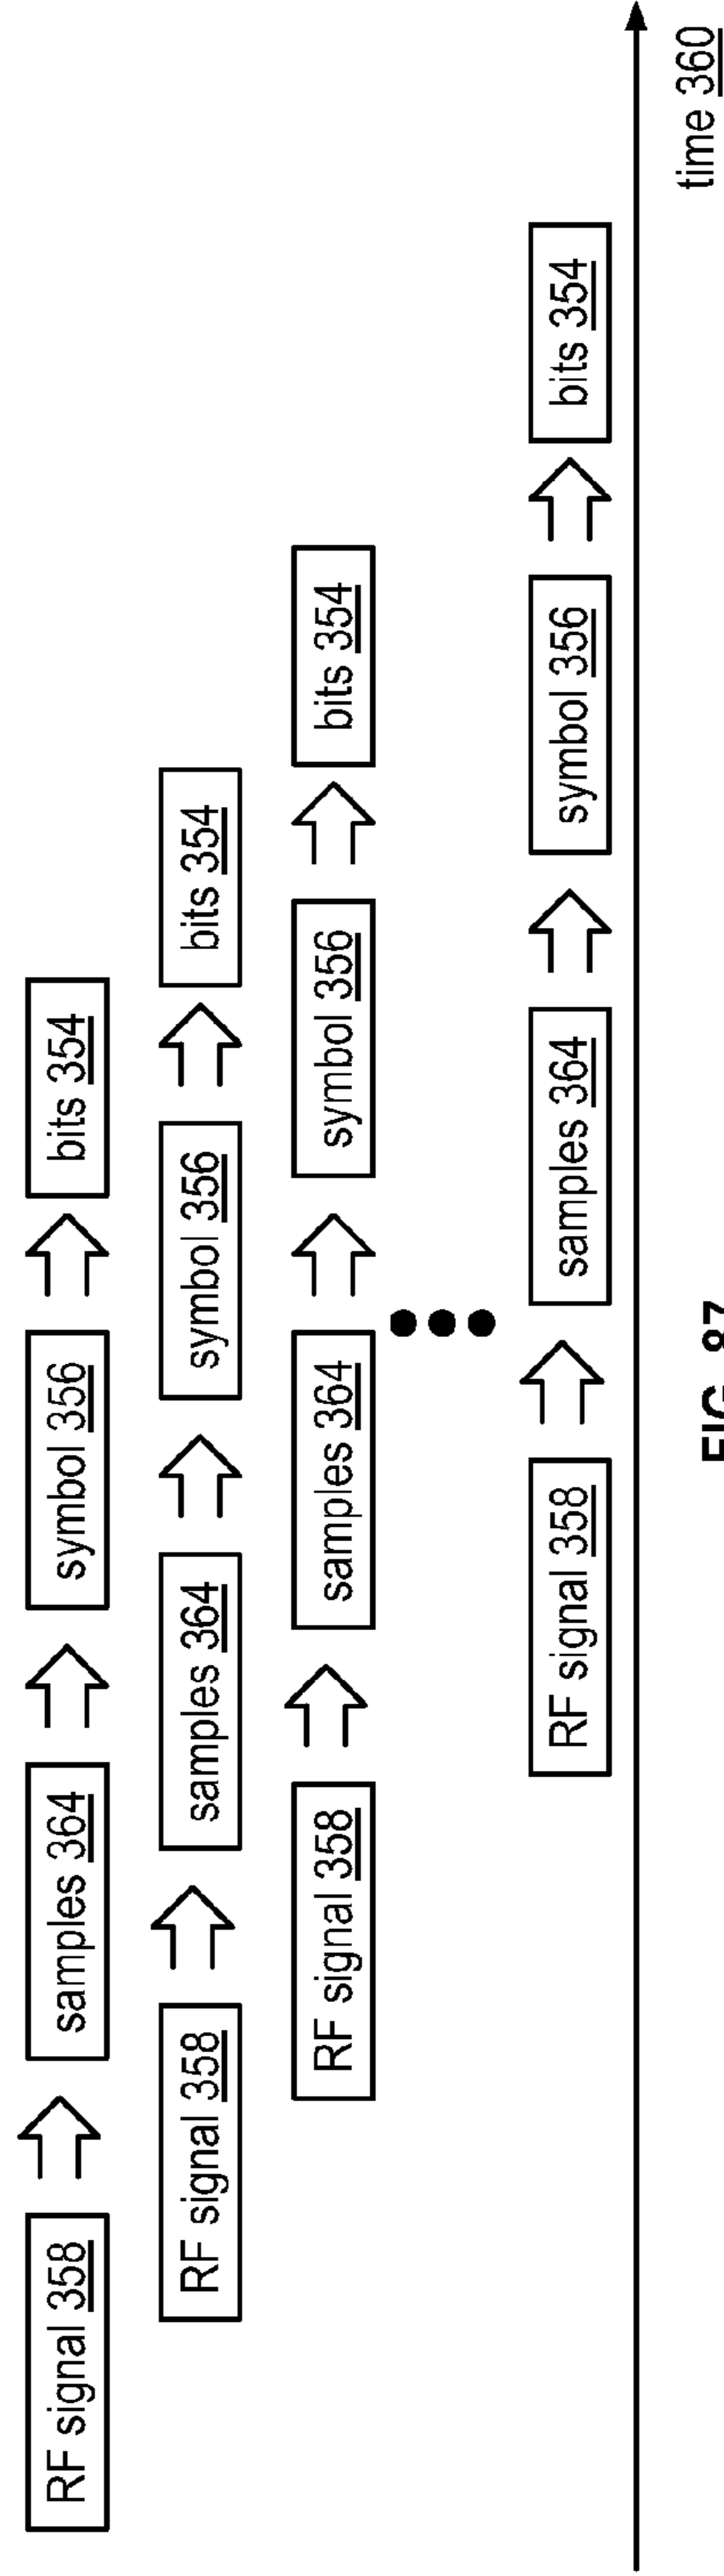 RF signal 358
samples 364
symbol 356
bits 354
RF signal 358
samples 364
symbol 356
bits 354
RF signal 358
samples 364
symbol 356
bits 354
RF signal 358
samples 364
symbol 356
bits 354
time 360
FIG. 87